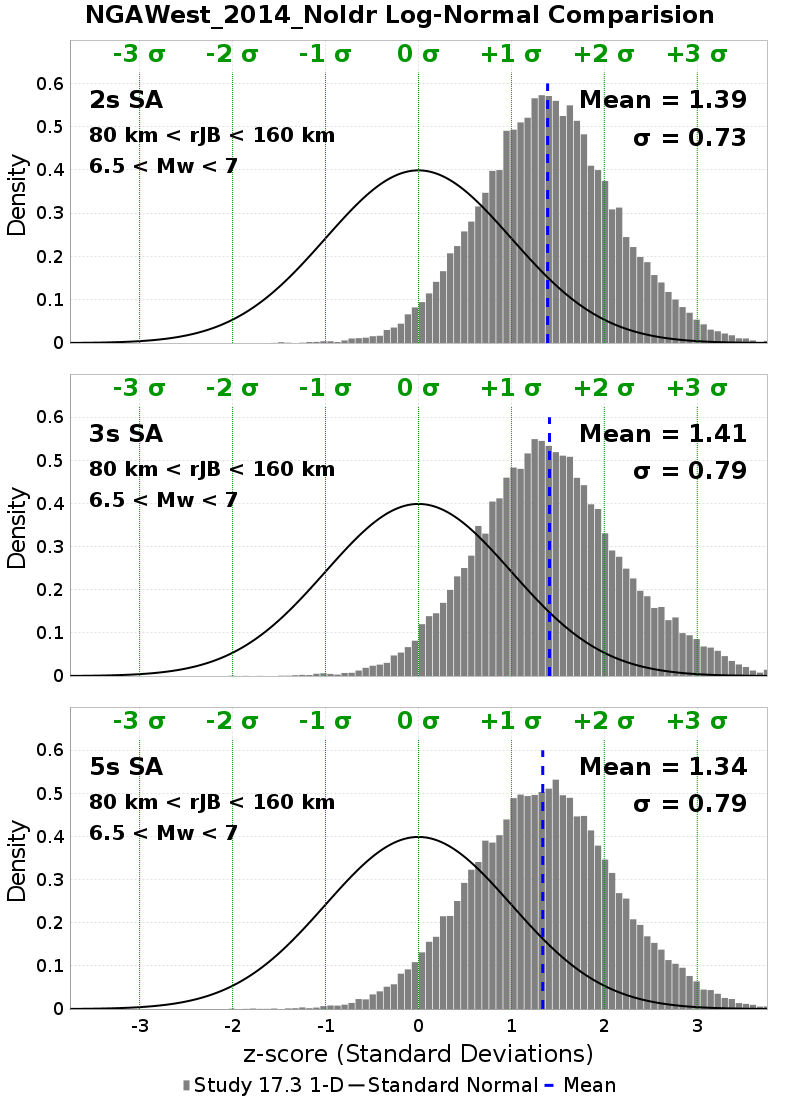 NGAWest_2014_NoIdr Log-Normal Comparision
-3 σ -2 σ -1 σ 0 σ +1 σ +2 σ +3 σ
2s SA
Mean = 1.39
80 km < rJB < 160 km
σ = 0.73
6.5 < Mw < 7
Density
0.6
0.5
0.4
0.3
0.2
0.1
0
-3 σ -2 σ -1 σ 0 σ +1 σ +2 σ +3 σ
3s SA
Mean = 1.41
80 km < rJB < 160 km
σ = 0.79
6.5 < Mw < 7
Density
0.6
0.5
0.4
0.3
0.2
0.1
0
-3 σ -2 σ -1 σ 0 σ +1 σ +2 σ +3 σ
5s SA
Mean = 1.34
80 km < rJB < 160 km
σ = 0.79
6.5 < Mw < 7
Density
0.6
0.5
0.4
0.3
0.2
0.1
0
-3 -2 -1 0 1 2 3
z-score (Standard Deviations)
Study 17.3 1-D Standard Normal Mean